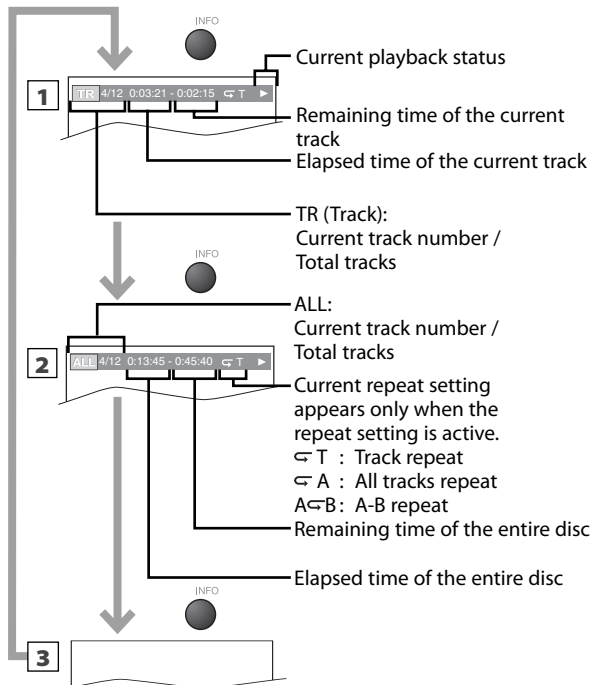 INFO
Current playback status
1
TR 4/12 0:03:21 - 0:02:15 T
Remaining time of the current
track
Elapsed time of the current track
TR (Track):
Current track number /
Total tracks
INFO
ALL:
Current track number /
Total tracks
2
ALL 4/12 0:13:45 - 0:45:40 T
Current repeat setting
appears only when the
repeat setting is active.
T : Track repeat
A : All tracks repeat
A B : A-B repeat
Remaining time of the entire disc
Elapsed time of the entire disc
INFO
3